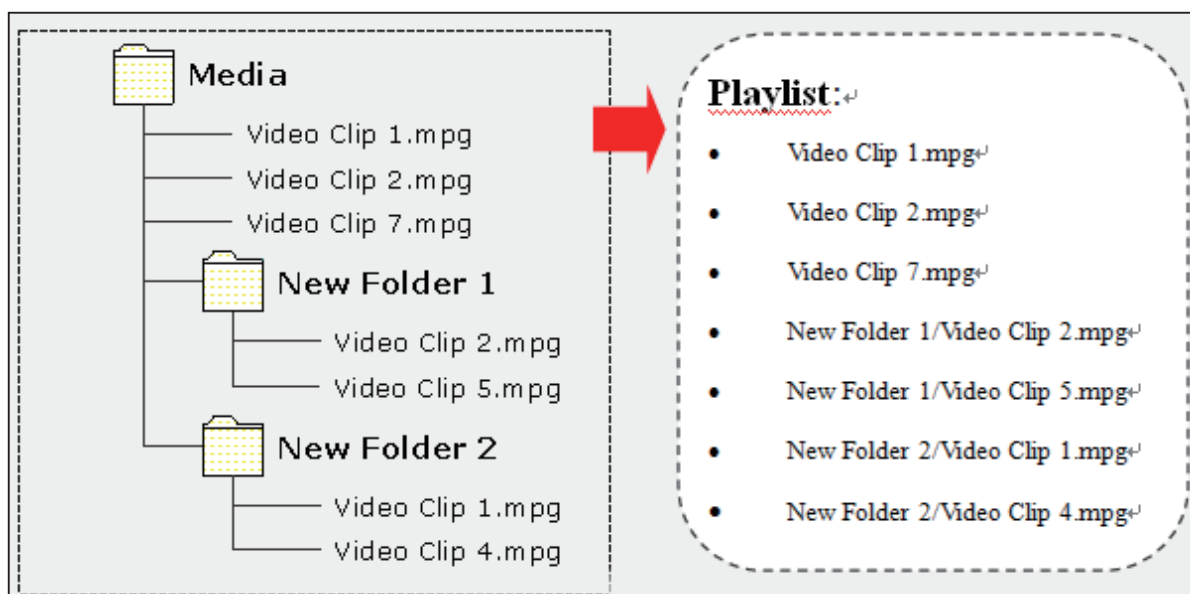 Media
Video Clip 1.mpg
Video Clip 2.mpg
Video Clip 7.mpg
New Folder 1
Video Clip 2.mpg
Video Clip 5.mpg
New Folder 2
Video Clip 1.mpg
Video Clip 4.mpg
Playlist:↵
• Video Clip 1.mpg↵
• Video Clip 2.mpg↵
• Video Clip 7.mpg↵
• New Folder 1/Video Clip 2.mpg↵
• New Folder 1/Video Clip 5.mpg↵
• New Folder 2/Video Clip 1.mpg↵
• New Folder 2/Video Clip 4.mpg↵